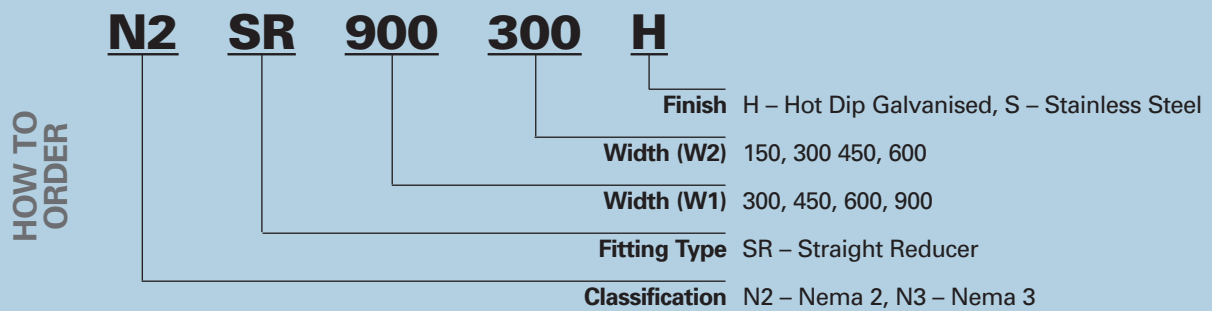 N2 SR 900 300 H
HOW TO
ORDER
Finish H – Hot Dip Galvanised, S – Stainless Steel
Width (W2) 150, 300 450, 600
Width (W1) 300, 450, 600, 900
Fitting Type SR – Straight Reducer
Classification N2 – Nema 2, N3 – Nema 3